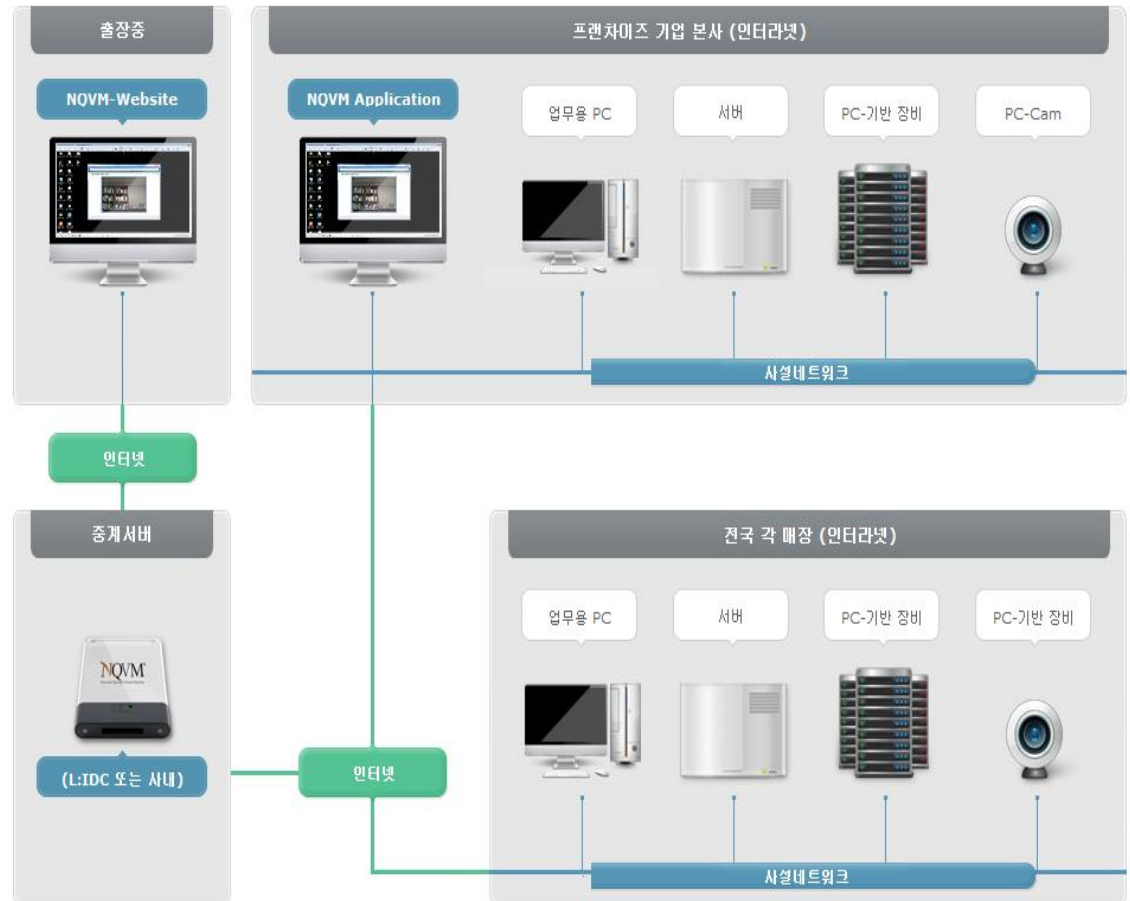 출장중
NQVM-Website
프랜차이즈 기업 본사 (인터라넷)
NQVM Application
업무용 PC
서버
PC-기반 장비
PC-Cam
사설네트워크
인터넷
중계서버
NQVM
(L:IDC 또는 사내)
인터넷
전국 각 매장 (인터라넷)
업무용 PC
서버
PC-기반 장비
PC-기반 장비
사설네트워크